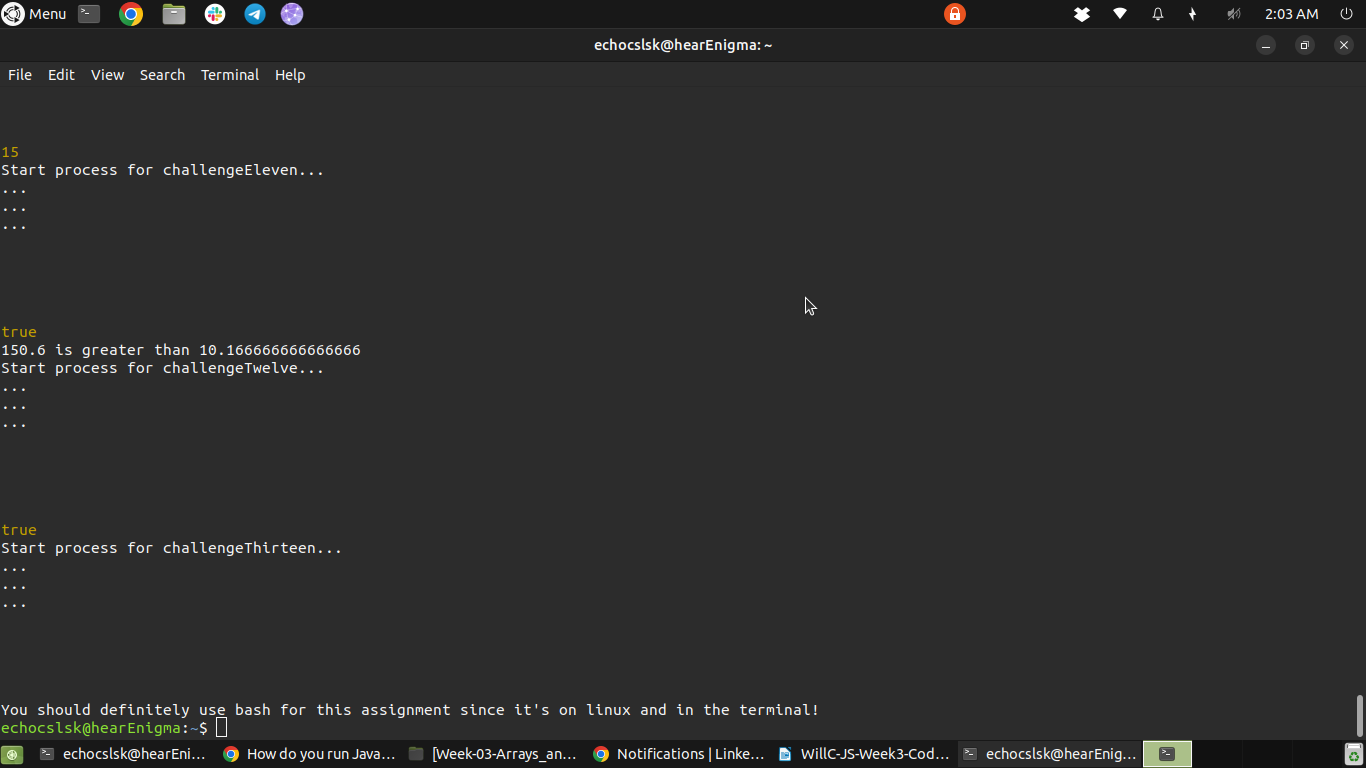 Menu 2:03 AM
echocslsk@hearEnigma: ~
File Edit View Search Terminal Help
15
Start process for challengeEleven...
...
...
...
true
150.6 is greater than 10.166666666666666
Start process for challengeTwelve...
...
...
...
true
Start process for challengeThirteen...
...
...
...
You should definitely use bash for this assignment since it's on linux and in the terminal!
echocslsk@hearEnigma:~$
echocslsk@hearEni... How do you run Java... [Week-03-Arrays_an... Notifications | Linke... WillC-JS-Week3-Cod... echocslsk@hearEnig...